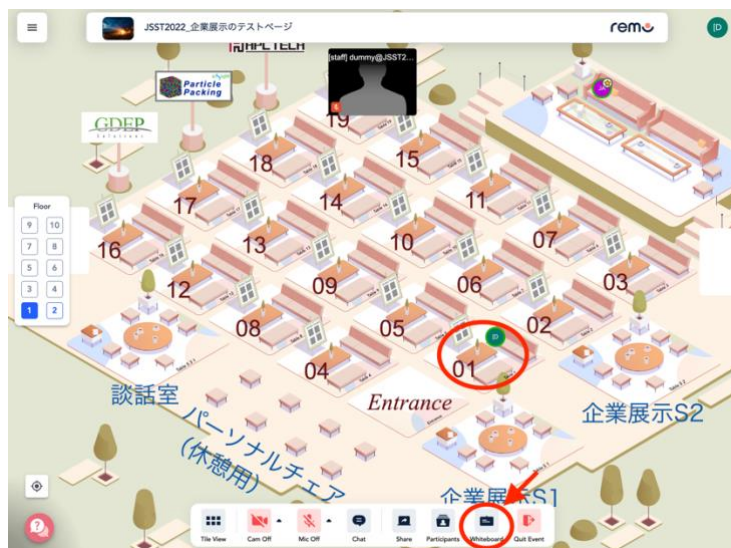 JSST2022_企業展示のテストページ
remo
[D
HPCTECH
[staff] dummy@JSST2...
Particle
Packing
GDEP
Solutions
19
18
15
17
14
11
16
13
10
07
12
09
06
03
08
05
02
04
01
[D
Floor
9 10
7 8
5 6
3 4
1 2
談話室
Entrance
企業展示S2
パーソナルチェア
(休憩用)
企業展示S1
Tile View
Cam Off
Mic Off
Chat
Share
Participants
Whiteboard
Quit Event